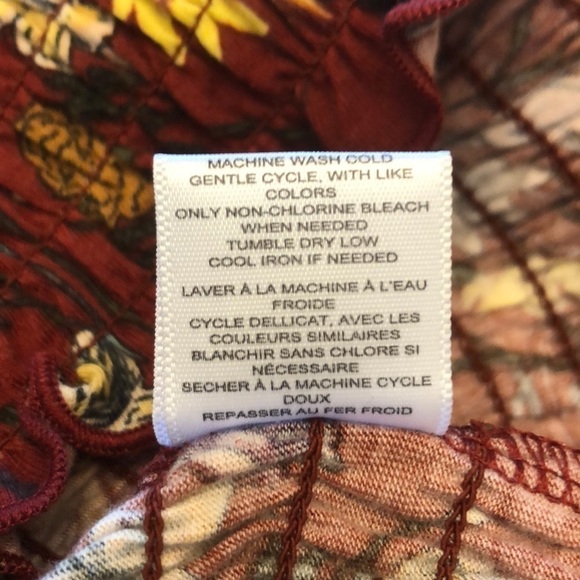 MACHINE WASH COLD
GENTLE CYCLE, WITH LIKE
COLORS
ONLY NON-CHLORINE BLEACH
WHEN NEEDED
TUMBLE DRY LOW
COOL IRON IF NEEDED
LAVER À LA MACHINE À L'EAU
FROIDE
CYCLE DELLICAT, AVEC LES
COULEURS SIMILAIRES
BLANCHIR SANS CHLORE SI
NÉCESSAIRE
SECHER À LA MACHINE CYCLE
DOUX
REPASSER AU FER FROID